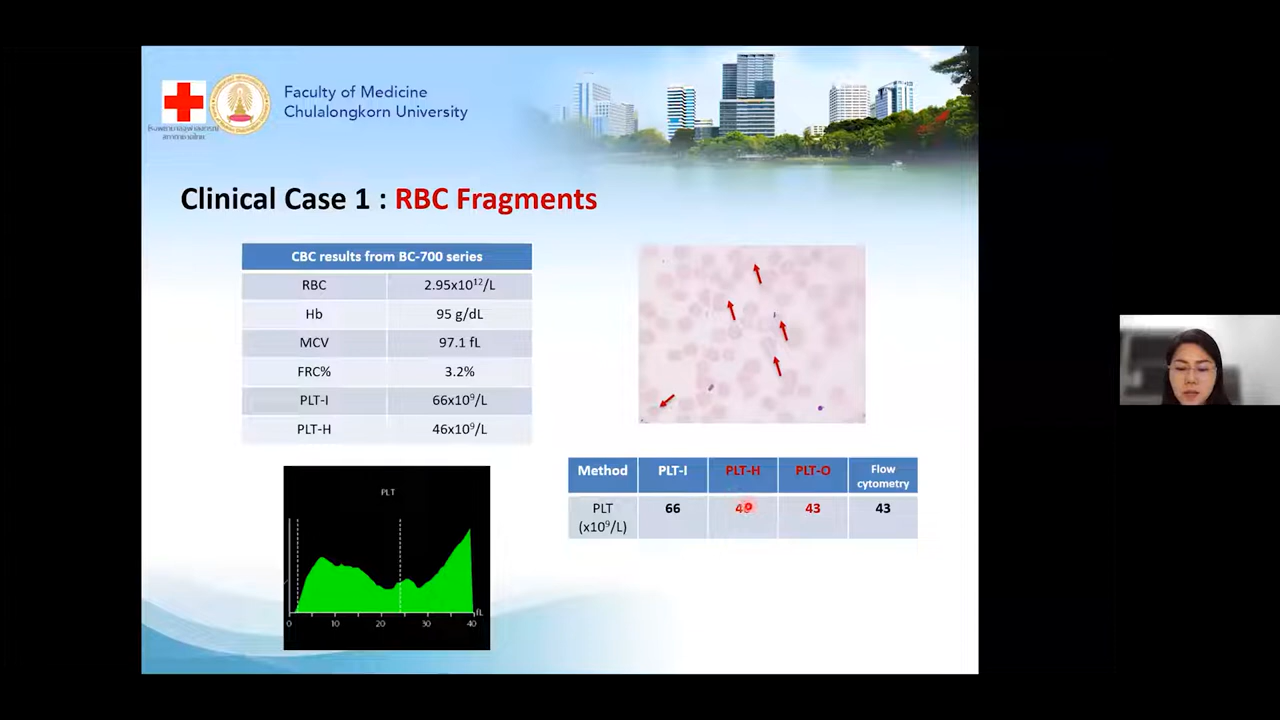 Faculty of Medicine
Chulalongkorn University
Clinical Case 1 : RBC Fragments
CBC results from BC-700 series
RBC 2.95x10¹²/L
Hb 95 g/dL
MCV 97.1 fL
FRC% 3.2%
PLT-I 66x10⁹/L
PLT-H 46x10⁹/L
PLT
0 10 20 30 40 fL
Method PLT-I PLT-H PLT-O Flow cytometry
PLT (x10⁹/L) 66 43 43